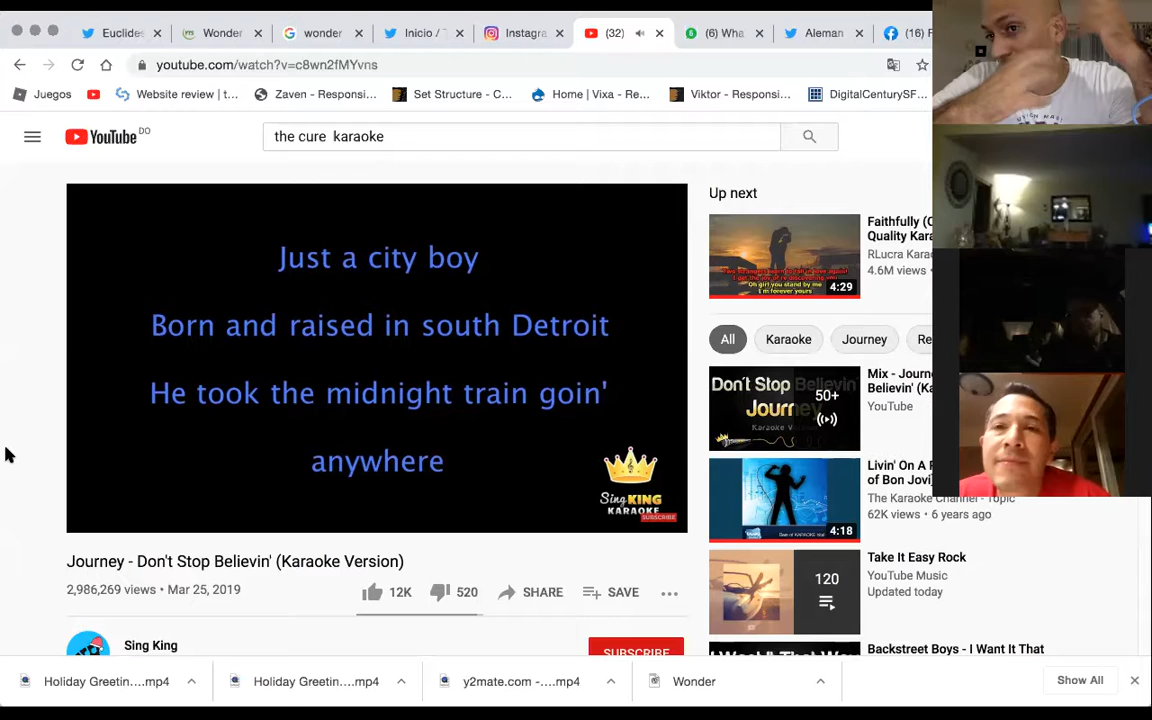 Euclides
Wonder
wonder
Inicio /
Instagra
(32)
(6) Wha
Aleman
(16) F
youtube.com/watch?v=c8wn2fMYvns
Juegos
Website review | t...
Zaven - Responsi...
Set Structure - C...
Home | Vixa - Re...
Viktor - Responsi...
DigitalCenturySF...
YouTube DO
the cure karaoke
Just a city boy
Born and raised in south Detroit
He took the midnight train goin'
anywhere
Sing KING
KARAOKE
SUBSCRIBE
Journey - Don't Stop Believin' (Karaoke Version)
2,986,269 views • Mar 25, 2019
12K
520
SHARE
SAVE
Sing King
SUBSCRIBE
Up next
4:29
Faithfully (
Quality Kara
RLucra Karao
4.6M views •
All
Karaoke
Journey
Re
Don't Stop Believin'
Journey
Karaoke
50+
Mix - Journe
Believin' (Ka
YouTube
4:18
Livin' On A
of Bon Jovi
The Karaoke Channel - Topic
62K views • 6 years ago
120
Take It Easy Rock
YouTube Music
Updated today
Backstreet Boys - I Want It That
Holiday Greetin....mp4
Holiday Greetin....mp4
y2mate.com -....mp4
Wonder
Show All